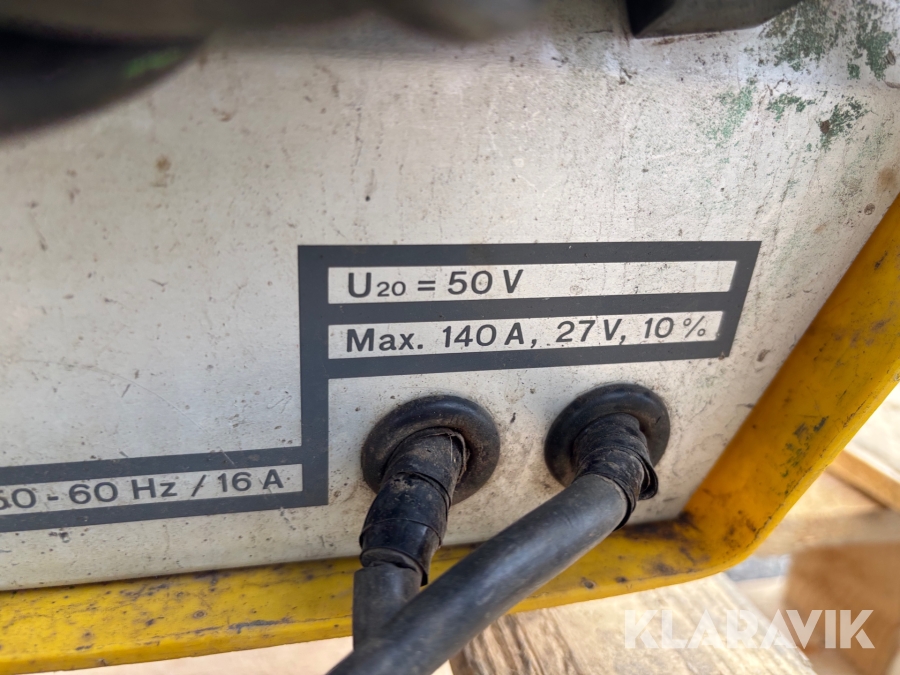 U20 = 50 V
Max. 140 A, 27 V, 10 %
50 - 60 Hz / 16 A
KLARAVIK